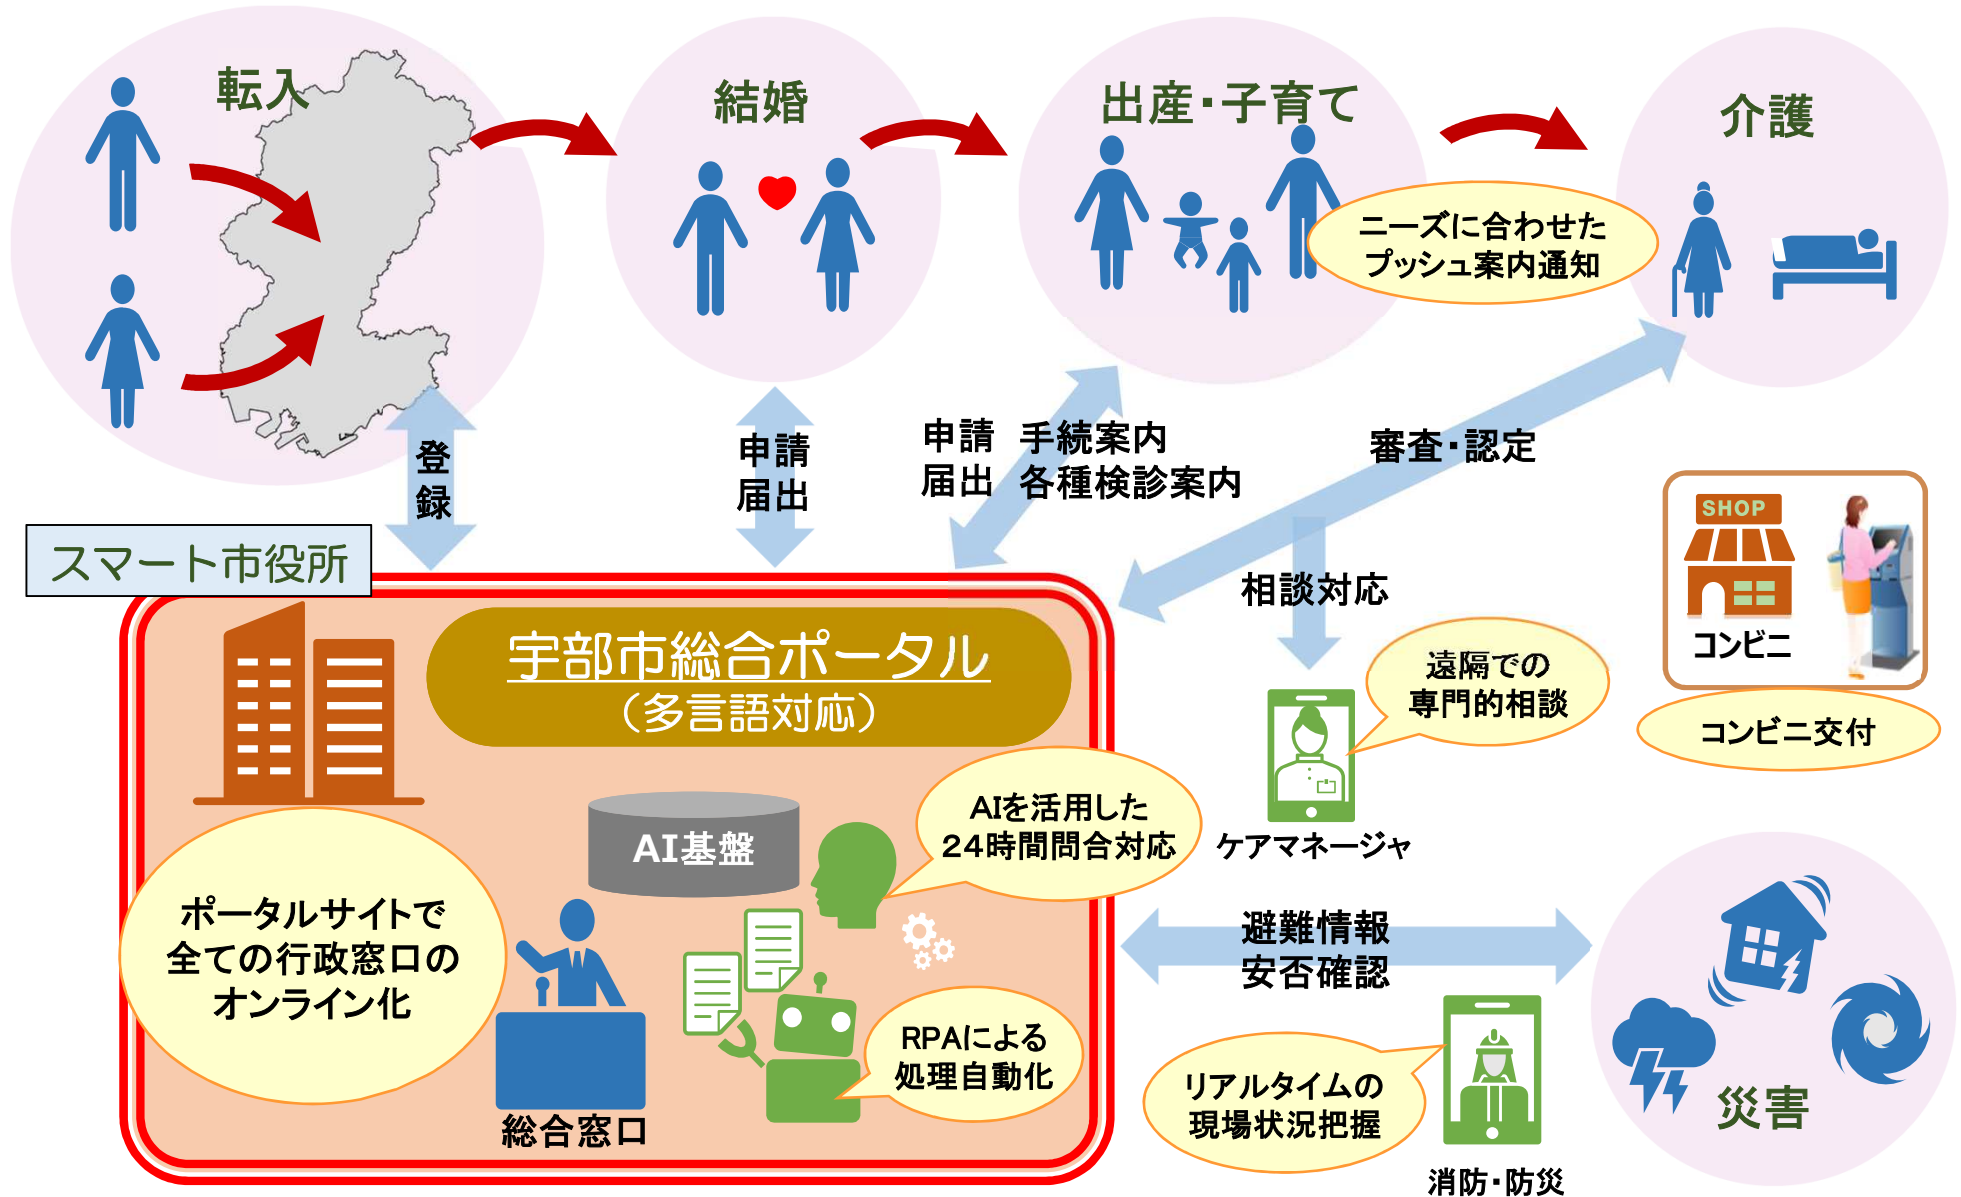 転入
結婚
出産・子育て
介護
ニーズに合わせた
プッシュ案内通知
登
録
申請
届出
申請
届出
手続案内
各種検診案内
審査・認定
スマート市役所
宇部市総合ポータル
（多言語対応）
相談対応
SHOP
コンビニ
コンビニ交付
遠隔での
専門的相談
ケアマネージャ
AIを活用した
24時間問合対応
AI基盤
ポータルサイトで
全ての行政窓口の
オンライン化
総合窓口
RPAによる
処理自動化
避難情報
安否確認
リアルタイムの
現場状況把握
消防・防災
災害